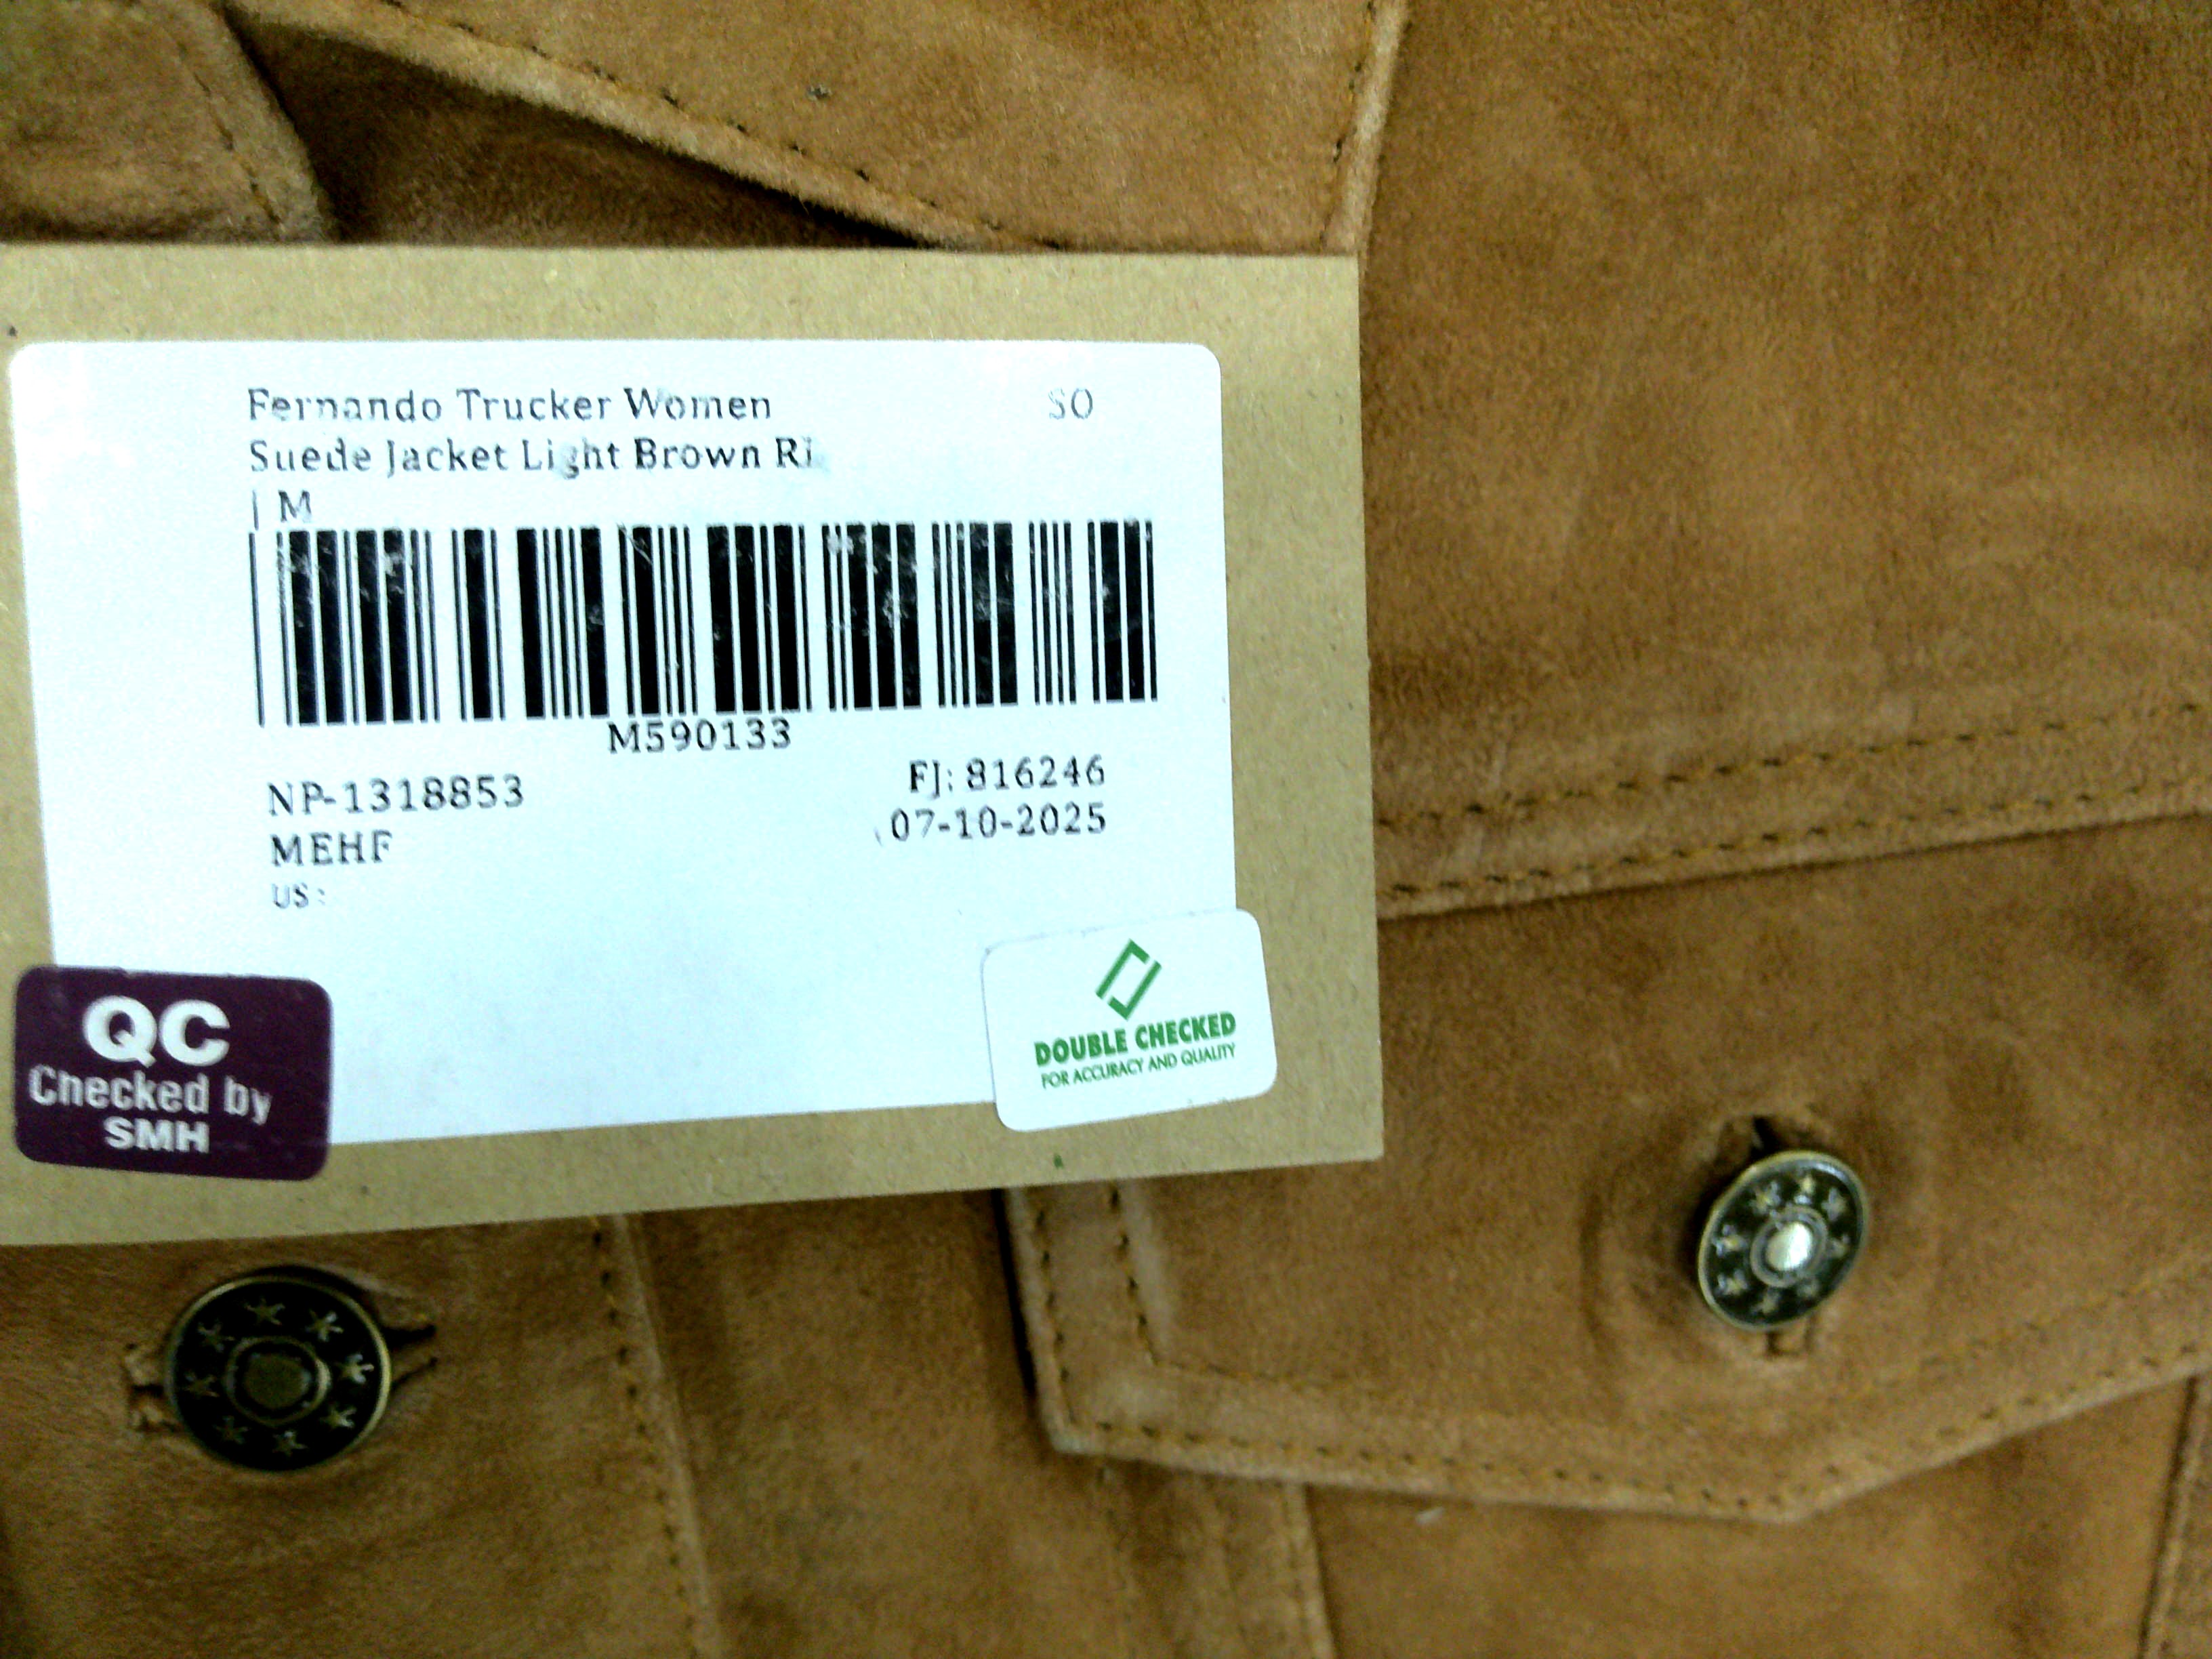 Fernando Trucker Women SO
Suede Jacket Light Brown
| M
M590133
NP-1318853 FJ: 816246
MEHF 07-10-2025
US:
QC
Checked by
SMH
DOUBLE CHECKED
FOR ACCURACY AND QUALITY